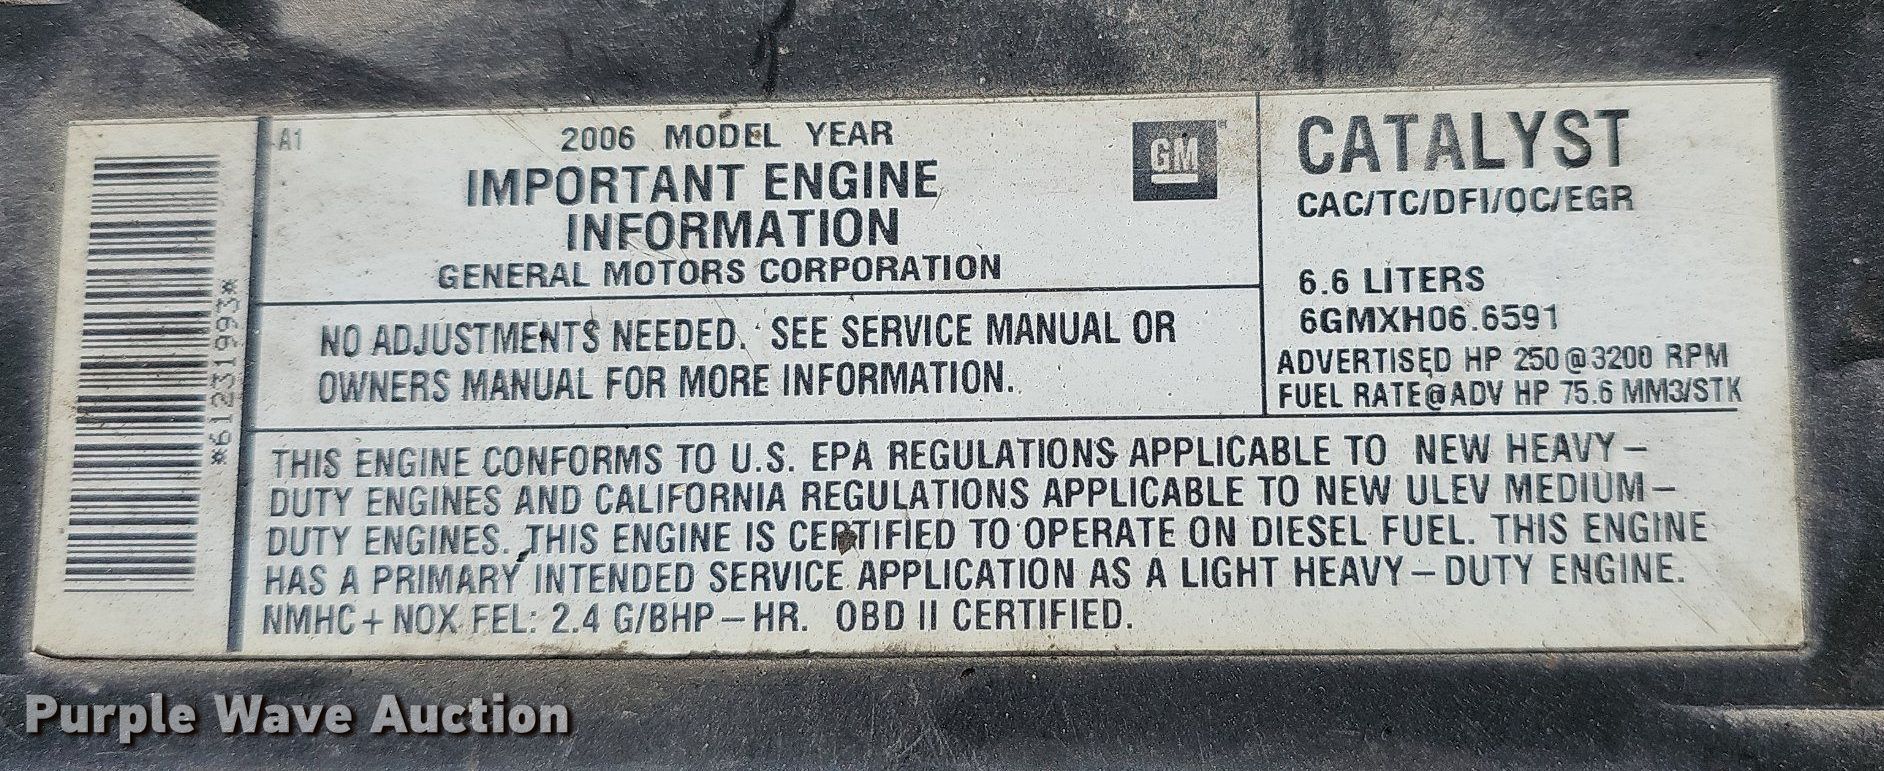 A1
2006 MODEL YEAR
IMPORTANT ENGINE
INFORMATION
GENERAL MOTORS CORPORATION
GM
CATALYST
CAC/TC/DFI/OC/EGR
6.6 LITERS
6GMXH06.6591
ADVERTISED HP 250@3200 RPM
FUEL RATE@ADV HP 75.6 MM3/STK
NO ADJUSTMENTS NEEDED. SEE SERVICE MANUAL OR
OWNERS MANUAL FOR MORE INFORMATION.
THIS ENGINE CONFORMS TO U.S. EPA REGULATIONS APPLICABLE TO NEW HEAVY-
DUTY ENGINES AND CALIFORNIA REGULATIONS APPLICABLE TO NEW ULEV MEDIUM-
DUTY ENGINES. THIS ENGINE IS CERTIFIED TO OPERATE ON DIESEL FUEL. THIS ENGINE
HAS A PRIMARY INTENDED SERVICE APPLICATION AS A LIGHT HEAVY-DUTY ENGINE.
NMHC+NOX FEL: 2.4 G/BHP-HR. OBD II CERTIFIED.
*61231993*
Purple Wave Auction